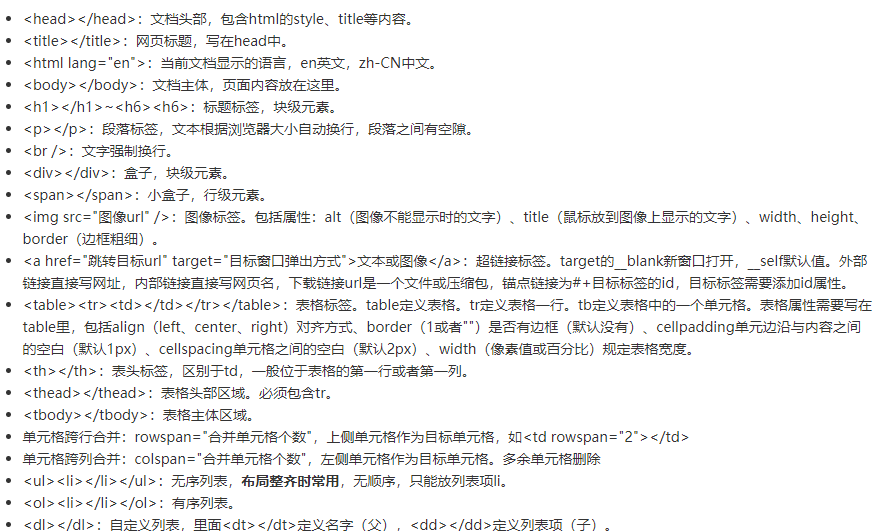 <head></head>：文档头部，包含html的style、title等内容。
<title></title>：网页标题，写在head中。
<html lang="en">：当前文档显示的语言，en英文，zh-CN中文。
<body></body>：文档主体，页面内容放在这里。
<h1></h1>~<h6><h6>：标题标签，块级元素。
<p></p>：段落标签，文本根据浏览器大小自动换行，段落之间有空隙。
<br />：文字强制换行。
<div></div>：盒子，块级元素。
<span></span>：小盒子，行级元素。
<img src="图像url" />：图像标签。包括属性：alt（图像不能显示时的文字）、title（鼠标放到图像上显示的文字）、width、height、
border（边框粗细）。
<a href="跳转目标url" target="目标窗口弹出方式">文本或图像</a>：超链接标签。target的__blank新窗口打开，__self默认值。外部
链接直接写网址，内部链接直接写网页名，下载链接url是一个文件或压缩包，锚点链接为#+目标标签的id，目标标签需要添加id属性。
<table><tr><td></td></tr></table>：表格标签。table定义表格。tr定义表格一行。tb定义表格中的一个单元格。表格属性需要写在
table里，包括align（left、center、right）对齐方式、border（1或者""）是否有边框（默认没有）、cellpadding单元边沿与内容之间
的空白（默认1px）、cellspacing单元格之间的空白（默认2px）、width（像素值或百分比）规定表格宽度。
<th></th>：表头标签，区别于td，一般位于表格的第一行或者第一列。
<thead></thead>：表格头部区域。必须包含tr。
<tbody></tbody>：表格主体区域。
单元格跨行合并：rowspan="合并单元格个数"，上侧单元格作为目标单元格，如<td rowspan="2"></td>
单元格跨列合并：colspan="合并单元格个数"，左侧单元格作为目标单元格。多余单元格删除
<ul><li></li></ul>：无序列表，布局整齐时常用，无顺序，只能放列表项li。
<ol><li></li></ol>：有序列表。
<dl></dl>：自定义列表，里面<dt></dt>定义名字（父），<dd></dd>定义列表项（子）。